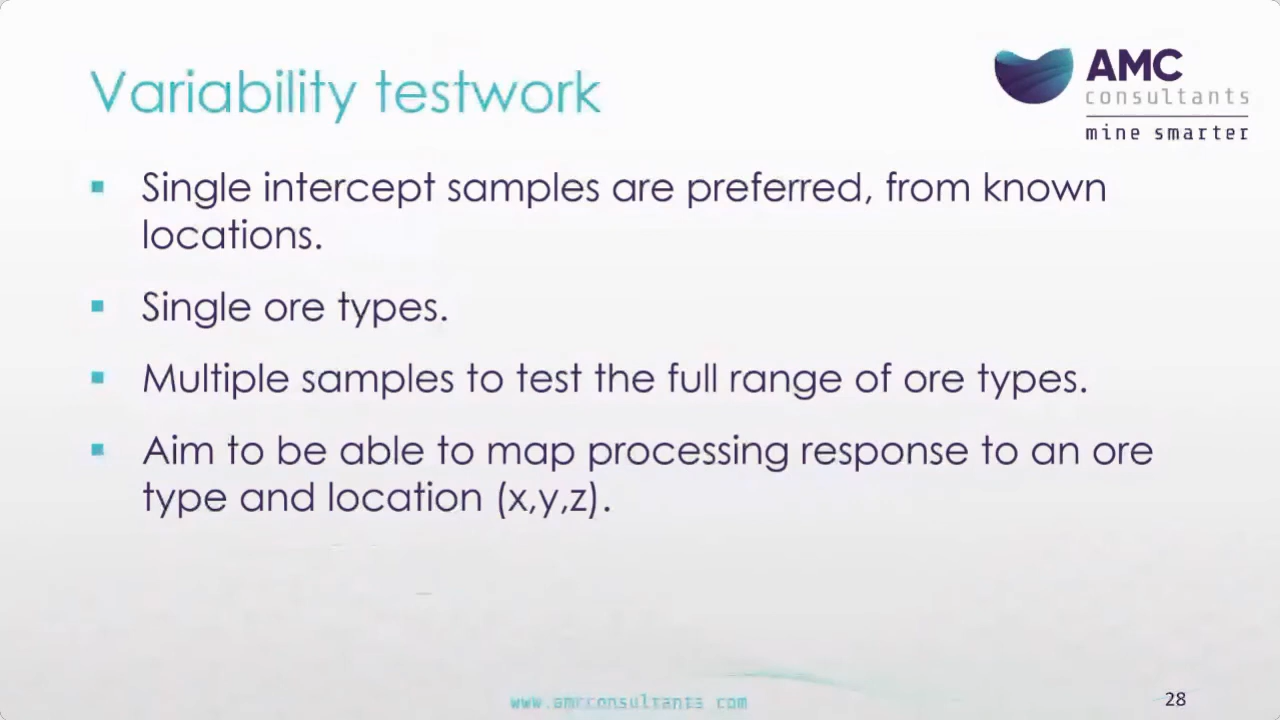 Variability testwork
AMC
consultants
mine smarter
▪ Single intercept samples are preferred, from known
locations.
▪ Single ore types.
▪ Multiple samples to test the full range of ore types.
▪ Aim to be able to map processing response to an ore
type and location (x,y,z).
www.amcconsultants.com
28